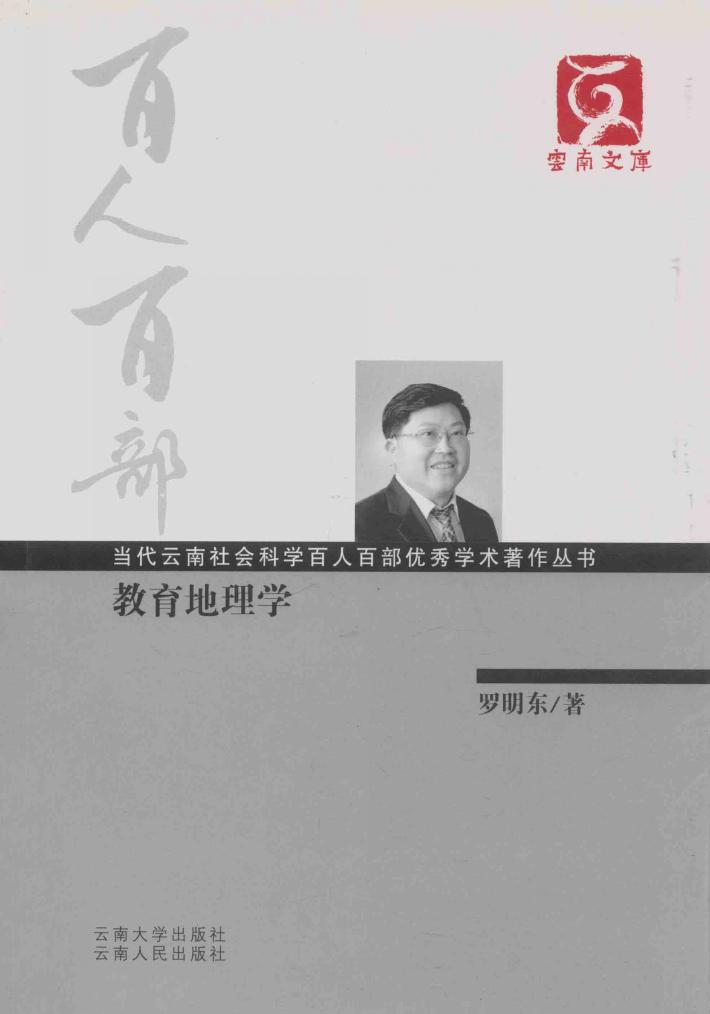 百人百部
雲南文庫
当代云南社会科学百人百部优秀学术著作丛书
教育地理学
罗明东/著
云南大学出版社
云南人民出版社